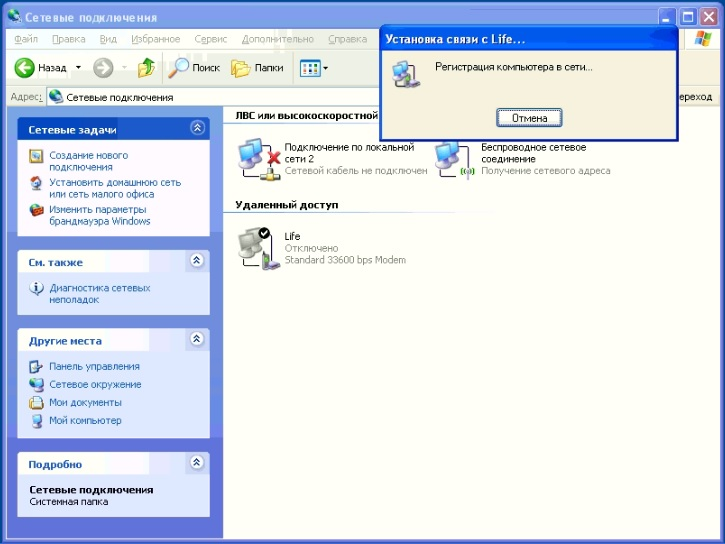 Сетевые подключения
Файл Правка Вид Избранное Сервис Дополнительно Справка
Назад Поиск Папки
Адрес: Сетевые подключения ереход
Установка связи с Life...
Регистрация компьютера в сети...
Отмена
Сетевые задачи
Создание нового
подключения
Установить домашнюю сеть
или сеть малого офиса
Изменить параметры
брандмауэра Windows
См. также
Диагностика сетевых
неполадок
Другие места
Панель управления
Сетевое окружение
Мои документы
Мой компьютер
Подробно
Сетевые подключения
Системная папка
ЛВС или высокоскоростной
Подключение по локальной
сети 2
Сетевой кабель не подключен
Беспроводное сетевое
соединение
Получение сетевого адреса
Удаленный доступ
Life
Отключено
Standard 33600 bps Modem